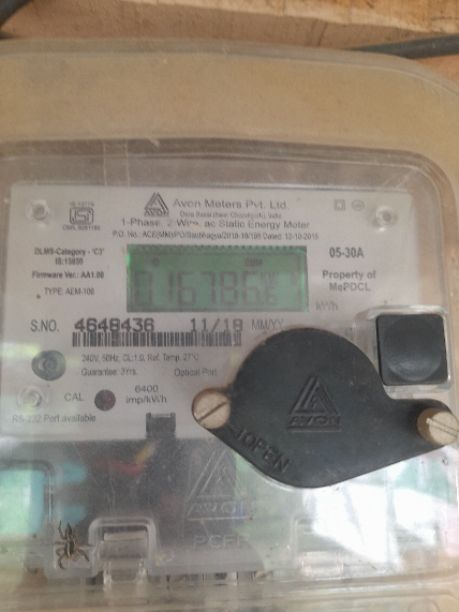 AVON
Avon Meters Pvt. Ltd.
1-Phase, 2-Wire, ac Static Energy Meter
DLMS-Category - "C3"
IS:15959
Firmware Ver.: AA1.00
TYPE: AEM-100
05-30A
Property of
MePDCL
kWh
S.NO. 4648436 11/18 MM/YY
240V, 50Hz, CL:1.0, Ref. Temp. 27°C
Guarantee: 5Yrs. Optical Port
CAL 6400
imp/kWh
RS-232 Port available
AVON
OPEN
AVON